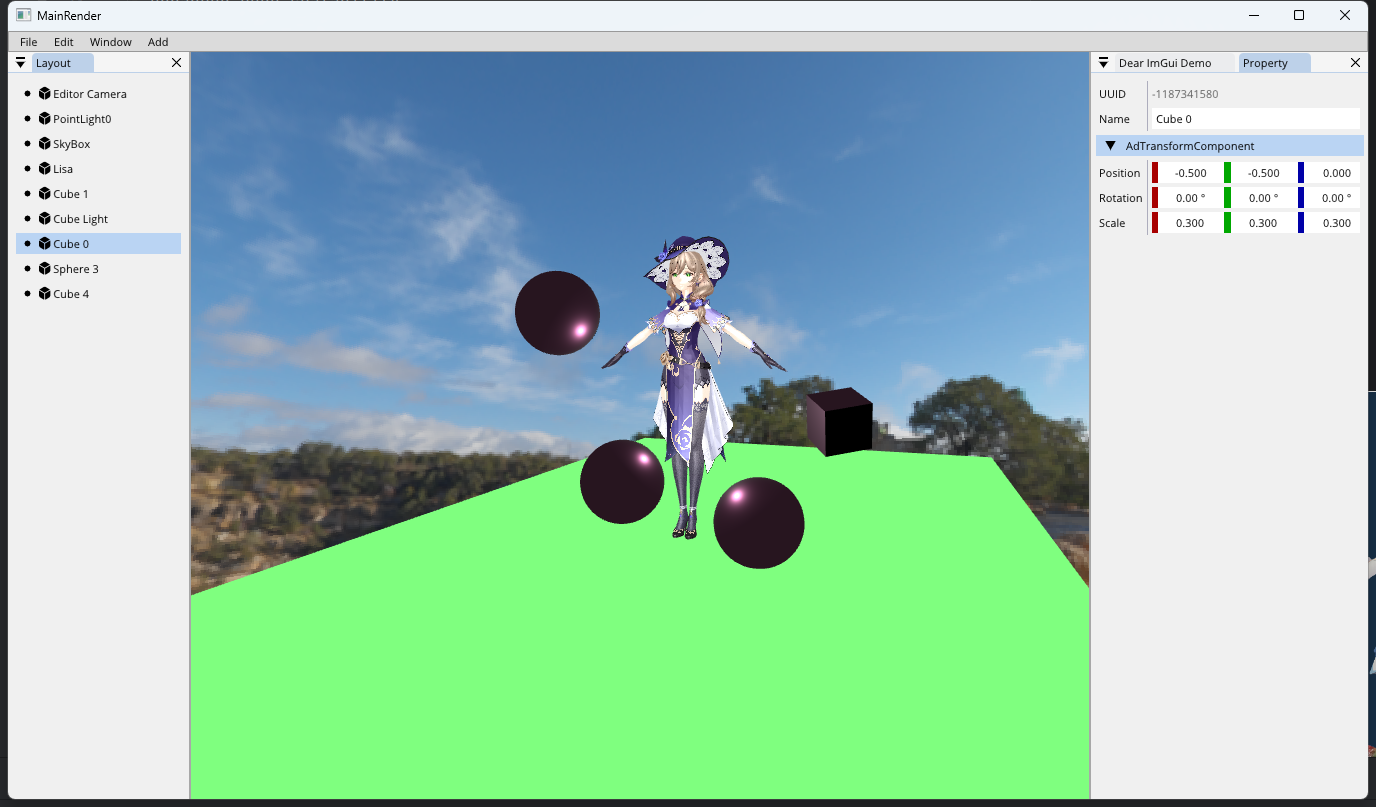 MainRender
File Edit Window Add
Layout
Editor Camera
PointLight0
SkyBox
Lisa
Cube 1
Cube Light
Cube 0
Sphere 3
Cube 4
Dear ImGui Demo Property
UUID -1187341580
Name Cube 0
AdTransformComponent
Position -0.500 -0.500 0.000
Rotation 0.00 ° 0.00 ° 0.00 °
Scale 0.300 0.300 0.300